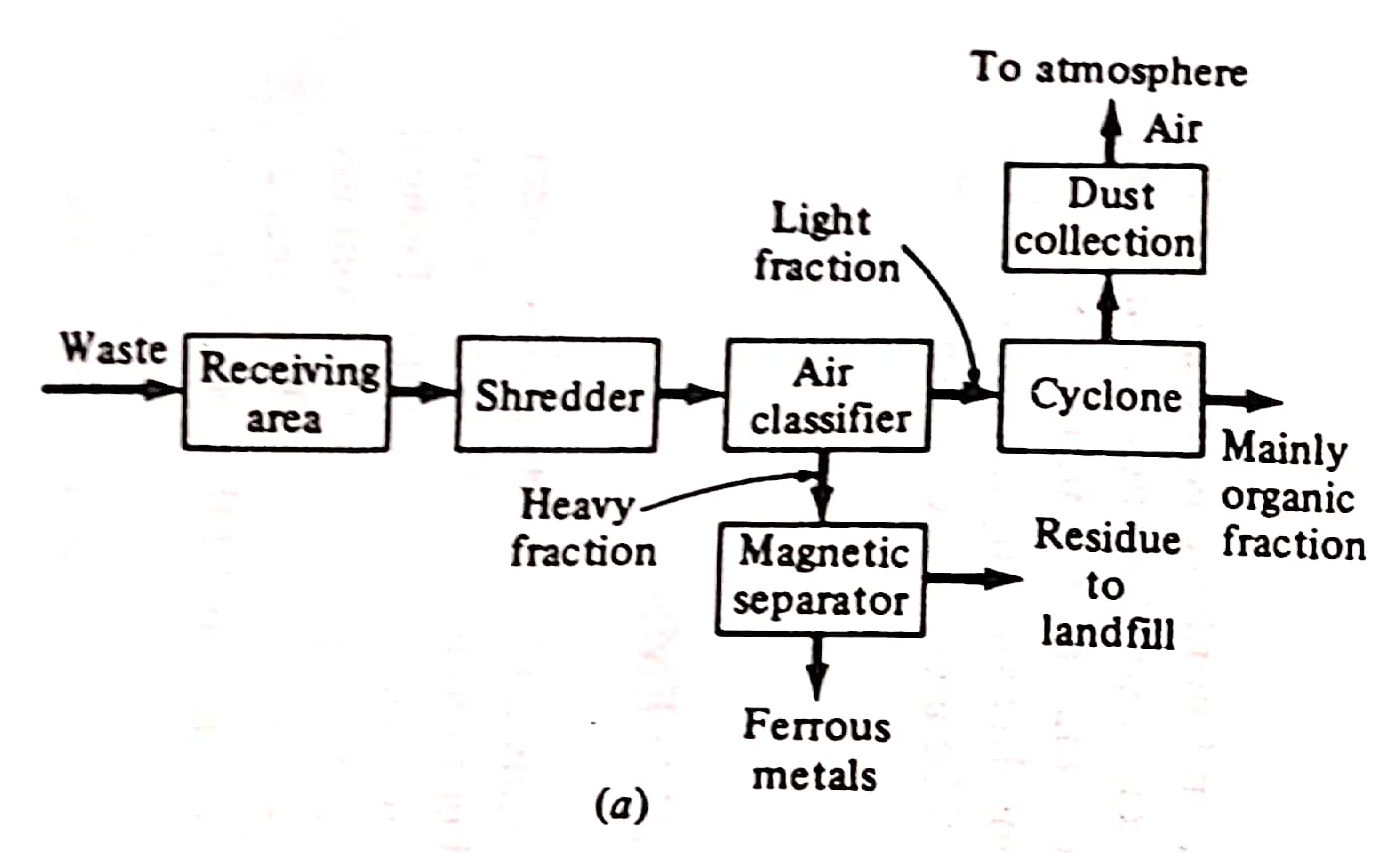 To atmosphere
Air
Dust
collection
Light
fraction
Waste
Receiving
area
Shredder
Air
classifier
Cyclone
Mainly
organic
fraction
Heavy
fraction
Magnetic
separator
Residue
to
landfill
Ferrous
metals
(a)